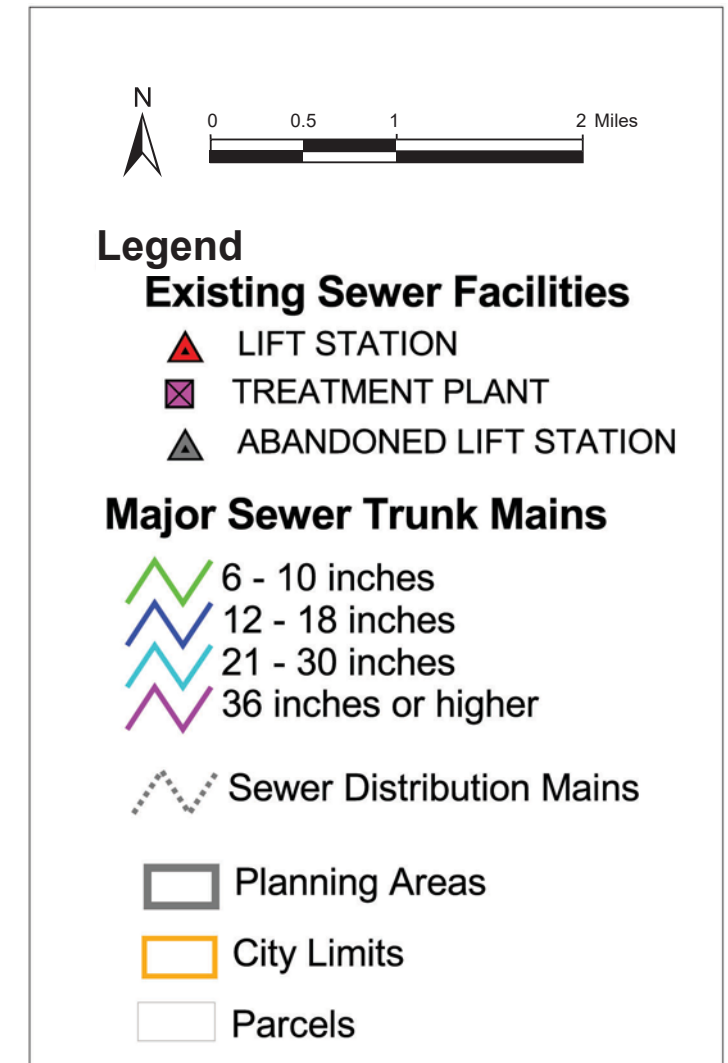 N
0 0.5 1 2 Miles
Legend
Existing Sewer Facilities
LIFT STATION
TREATMENT PLANT
ABANDONED LIFT STATION
Major Sewer Trunk Mains
6 - 10 inches
12 - 18 inches
21 - 30 inches
36 inches or higher
Sewer Distribution Mains
Planning Areas
City Limits
Parcels